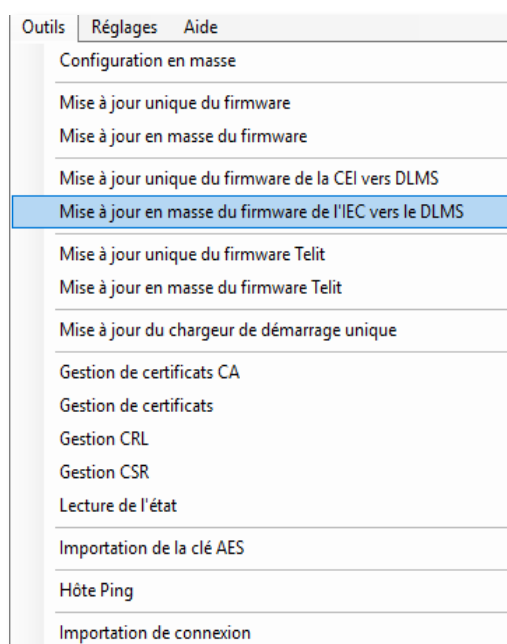 Outils Réglages Aide
Configuration en masse
Mise à jour unique du firmware
Mise à jour en masse du firmware
Mise à jour unique du firmware de la CEI vers DLMS
Mise à jour en masse du firmware de l'IEC vers le DLMS
Mise à jour unique du firmware Telit
Mise à jour en masse du firmware Telit
Mise à jour du chargeur de démarrage unique
Gestion de certificats CA
Gestion de certificats
Gestion CRL
Gestion CSR
Lecture de l'état
Importation de la clé AES
Hôte Ping
Importation de connexion